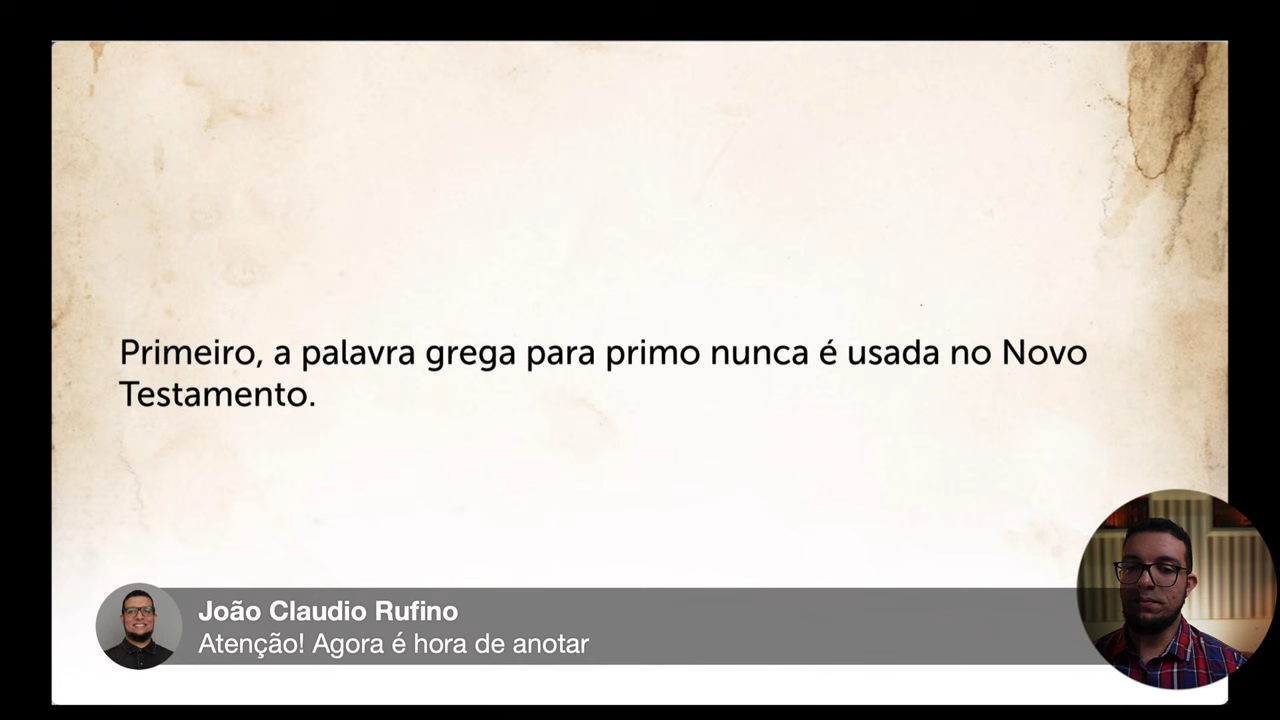 Primeiro, a palavra grega para primo nunca é usada no Novo
Testamento.
João Claudio Rufino
Atenção! Agora é hora de anotar